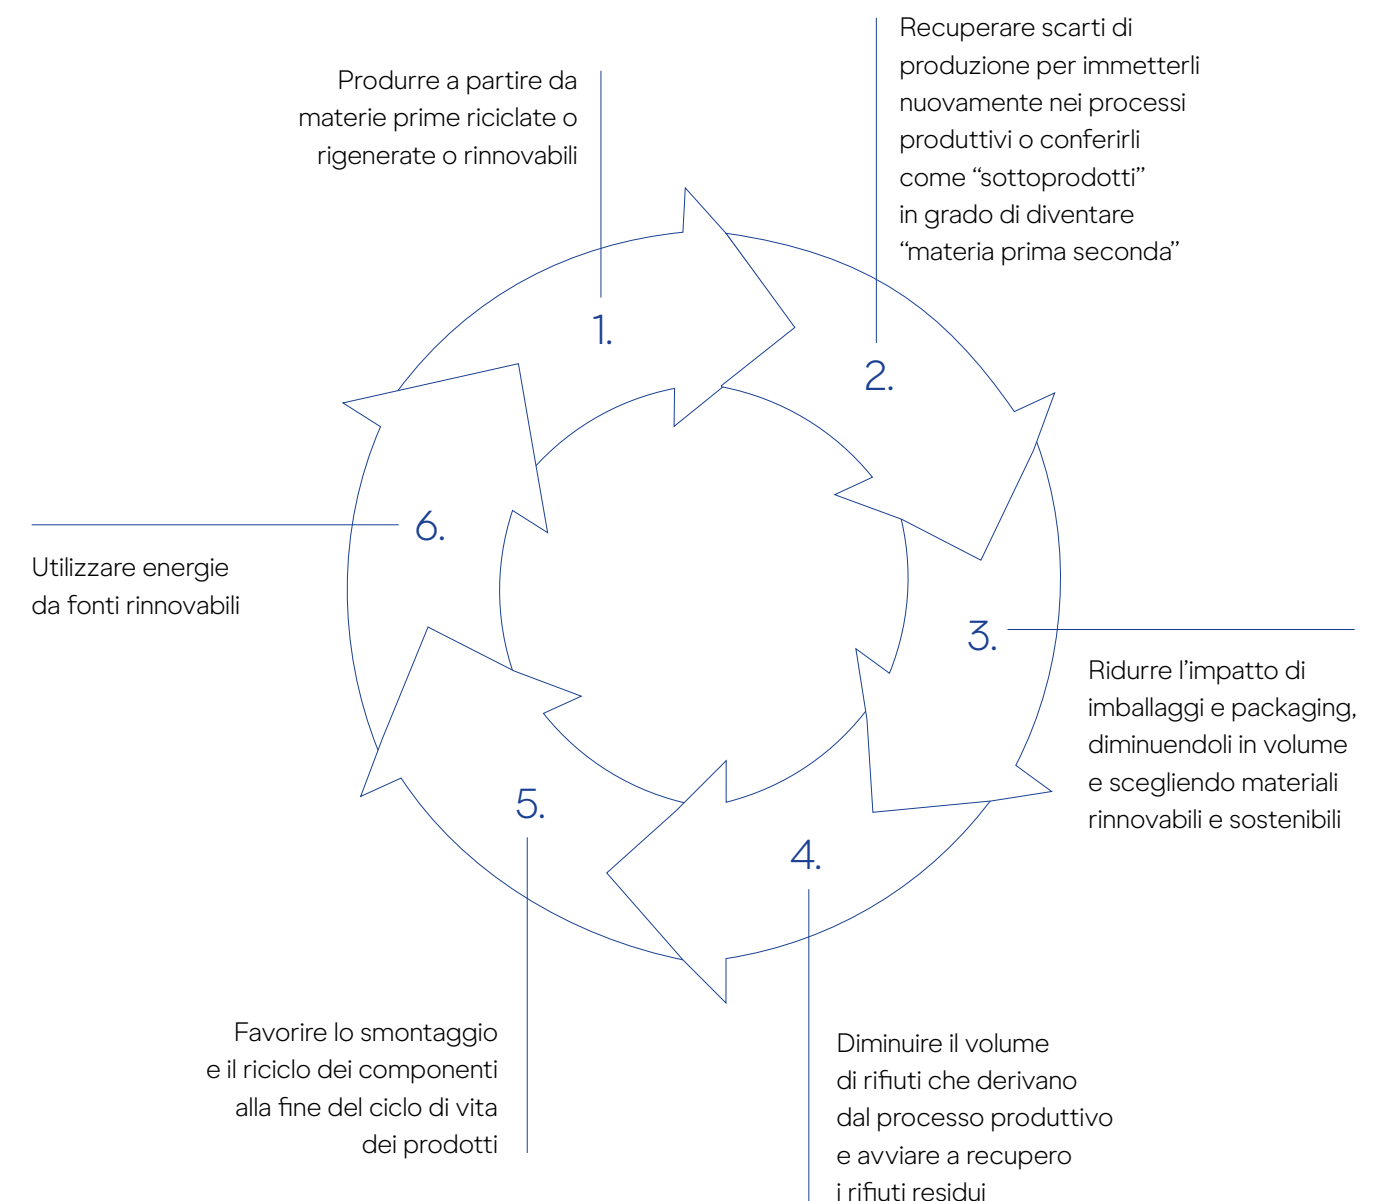 Produrre a partire da
materie prime riciclate o
rigenerate o rinnovabili
1.
Recuperare scarti di
produzione per immetterli
nuovamente nei processi
produttivi o conferirli
come “sottoprodotti”
in grado di diventare
“materia prima seconda”
2.
3.
Ridurre l’impatto di
imballaggi e packaging,
diminuendoli in volume
e scegliendo materiali
rinnovabili e sostenibili
4.
Diminuire il volume
di rifiuti che derivano
dal processo produttivo
e avviare a recupero
i rifiuti residui
5.
Favorire lo smontaggio
e il riciclo dei componenti
alla fine del ciclo di vita
dei prodotti
6.
Utilizzare energie
da fonti rinnovabili